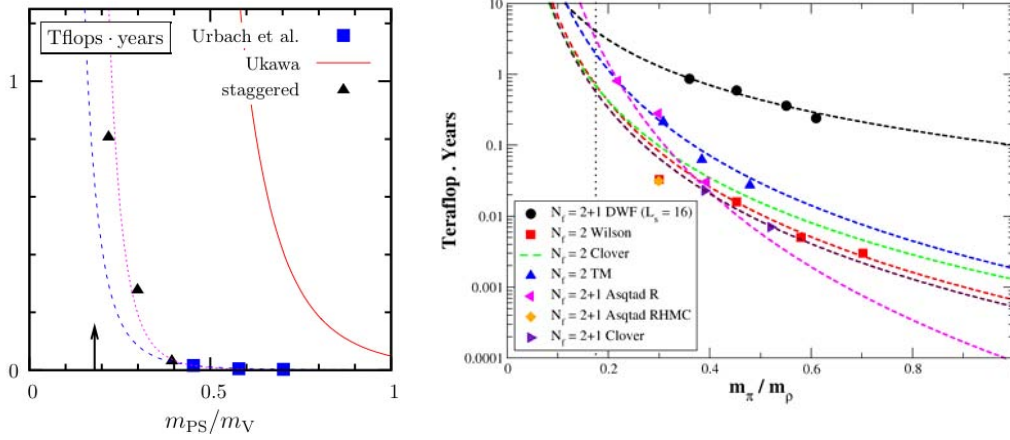 Tflops · years
Urbach et al.
Ukawa
staggered
1
0
0
0.5
1
m_PS/m_V
10
1
0.1
0.01
0.001
0.0001
Teraflop . Years
N_f = 2+1 DWF (L_s = 16)
N_f = 2 Wilson
N_f = 2 Clover
N_f = 2 TM
N_f = 2+1 Asqtad R
N_f = 2+1 Asqtad RHMC
N_f = 2+1 Clover
0
0.2
0.4
0.6
0.8
m_π / m_ρ